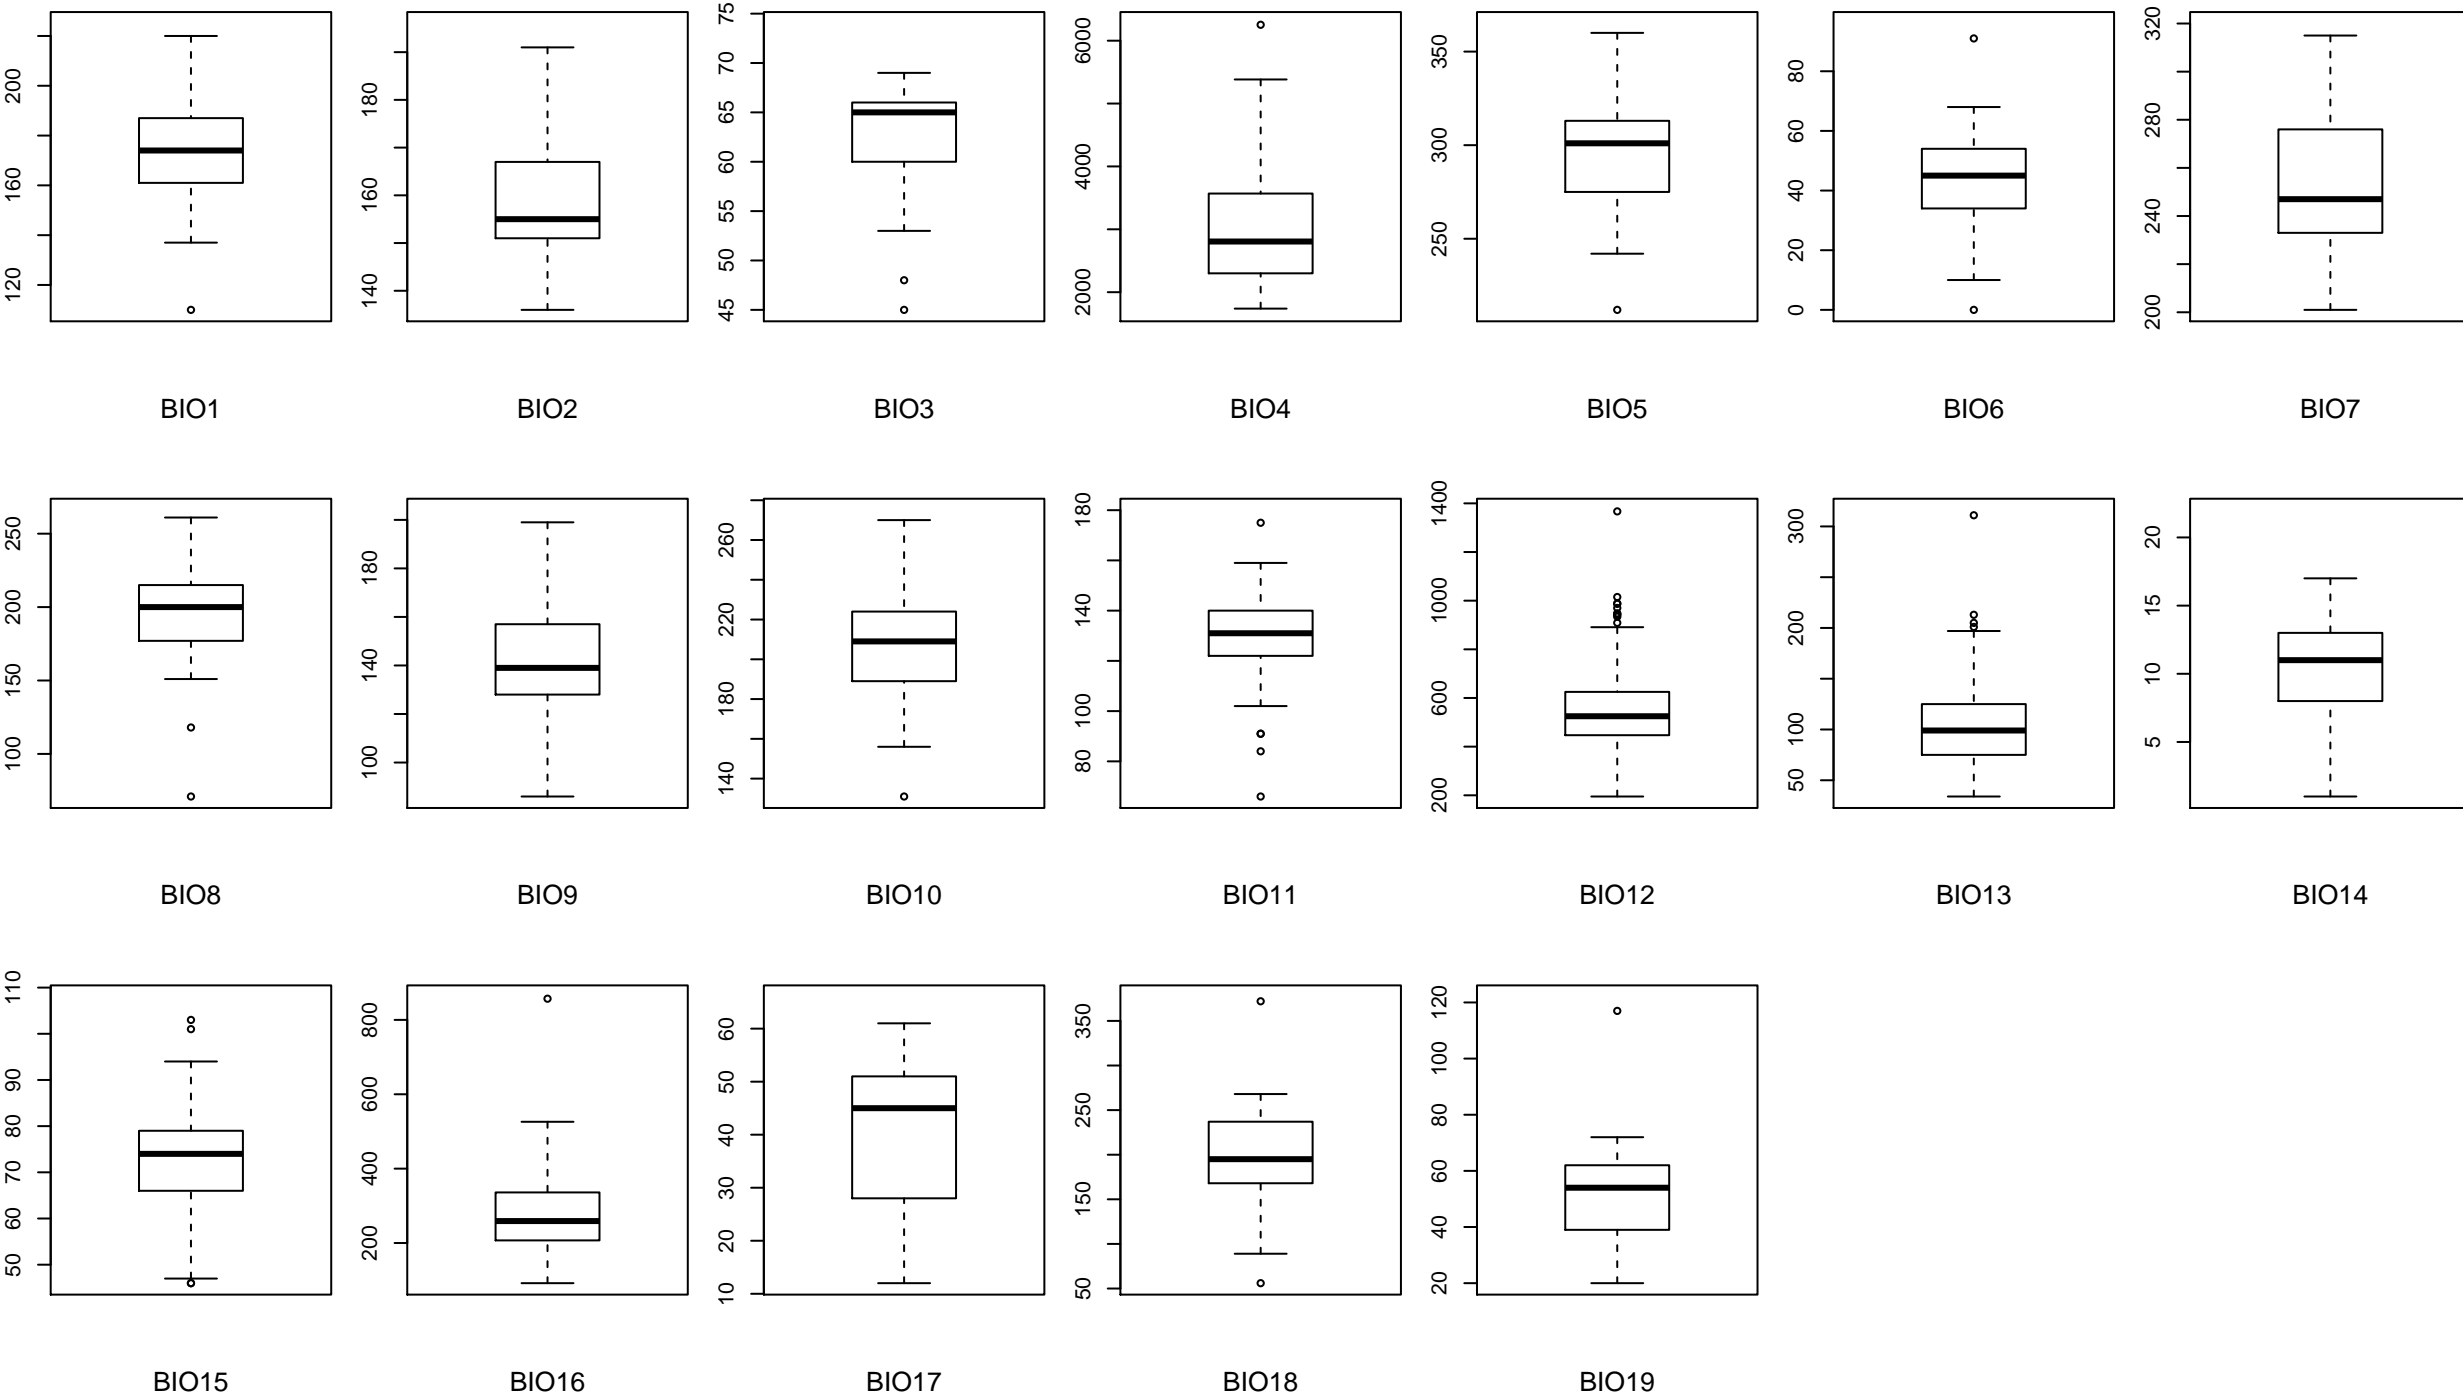 120 160 200
140 160 180
45 50 55 60 65 70 75
2000 4000 6000
250 300 350
0 20 40 60 80
200 240 280 320
BIO1 BIO2 BIO3 BIO4 BIO5 BIO6 BIO7
100 150 200 250
100 140 180
140 180 220 260
80 100 140 180
200 600 1000 1400
50 100 200 300
5 10 15 20
BIO8 BIO9 BIO10 BIO11 BIO12 BIO13 BIO14
50 60 70 80 90 110
200 400 600 800
10 20 30 40 50 60
50 150 250 350
20 40 60 80 100 120
BIO15 BIO16 BIO17 BIO18 BIO19